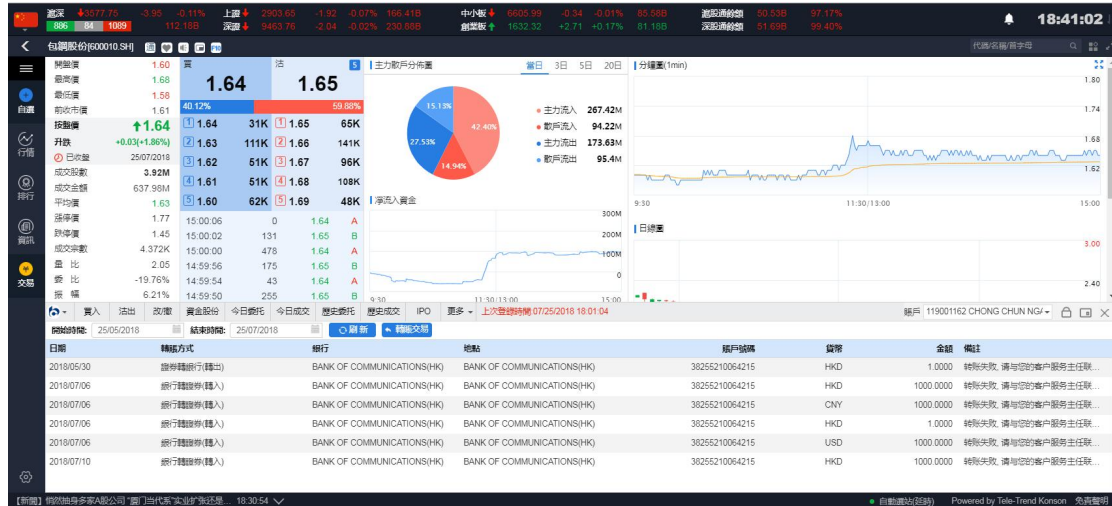 滬深 ↓3577.75 -3.95 -0.11% 上證↓ 2903.65 -1.92 -0.07% 166.41B 中小板↓ 6605.99 -0.34 -0.01% 85.56B 滬股通餘額 50.53B 97.17%
886 84 1089 112.18B 深證↓ 9463.76 -2.04 -0.02% 230.66B 創業板↑ 1632.32 +2.71 +0.17% 81.18B 深股通餘額 51.69B 99.40%
18:41:02
包鋼股份[600010.SH] F10 代碼/名稱/首字母
自選
行情
排行
資訊
交易
開盤價 1.60
最高價 1.68
最低價 1.58
前收市價 1.61
按盤價 ↑1.64
升跌 +0.03(+1.86%)
已收盤 25/07/2018
成交股數 3.92M
成交金額 637.98M
平均價 1.63
漲停價 1.77
跌停價 1.45
成交宗數 4.372K
量 比 2.05
委 比 -19.76%
振 幅 6.21%
買 沽 5
1.64 1.65
40.12% 59.88%
1 1.64 31K 1 1.65 65K
2 1.63 111K 2 1.66 141K
3 1.62 51K 3 1.67 96K
4 1.61 51K 4 1.68 108K
5 1.60 62K 5 1.69 48K
15:00:06 0 1.64 A
15:00:02 131 1.65 B
15:00:00 478 1.64 A
14:59:56 175 1.65 B
14:59:54 43 1.64 A
14:59:50 255 1.65 B
主力散戶分佈圖 當日 3日 5日 20日
15.13%
42.40%
27.53%
14.94%
主力流入 267.42M
散戶流入 94.22M
主力流出 173.63M
散戶流出 95.4M
淨流入資金
300M
200M
100M
0
9:30 11:30/13:00 15:00
分鐘圖(1min)
1.80
1.74
1.68
1.62
9:30 11:30/13:00 15:00
日線圖
3.00
2.40
買入 沽出 改/撤 資金股份 今日委托 今日成交 歷史委托 歷史成交 IPO 更多 上次登錄時間:07/25/2018 18:01:04 賬戶 119001162 CHONG CHUN NG/
開始時間: 25/05/2018 結束時間: 25/07/2018 刷新 轉賬交易
日期 轉賬方式 銀行 地點 賬戶號碼 貨幣 金額 備註
2018/05/30 證券轉銀行(轉出) BANK OF COMMUNICATIONS(HK) BANK OF COMMUNICATIONS(HK) 38255210064215 HKD 1.0000 转账失败, 请与您的客户服务主任联...
2018/07/06 銀行轉證券(轉入) BANK OF COMMUNICATIONS(HK) BANK OF COMMUNICATIONS(HK) 38255210064215 HKD 1000.0000 转账失败, 请与您的客户服务主任联...
2018/07/06 銀行轉證券(轉入) BANK OF COMMUNICATIONS(HK) BANK OF COMMUNICATIONS(HK) 38255210064215 CNY 1000.0000 转账失败, 请与您的客户服务主任联...
2018/07/06 銀行轉證券(轉入) BANK OF COMMUNICATIONS(HK) BANK OF COMMUNICATIONS(HK) 38255210064215 HKD 1.0000 转账失败, 请与您的客户服务主任联...
2018/07/06 銀行轉證券(轉入) BANK OF COMMUNICATIONS(HK) BANK OF COMMUNICATIONS(HK) 38255210064215 USD 1000.0000 转账失败, 请与您的客户服务主任联...
2018/07/10 銀行轉證券(轉入) BANK OF COMMUNICATIONS(HK) BANK OF COMMUNICATIONS(HK) 38255210064215 HKD 1000.0000 转账失败, 请与您的客户服务主任联...
【新聞】悄然抽身多家A股公司 "厦门当代系"实业扩张还是... 18:30:54 自動選站(延時) Powered by Tele-Trend Konson 免責聲明